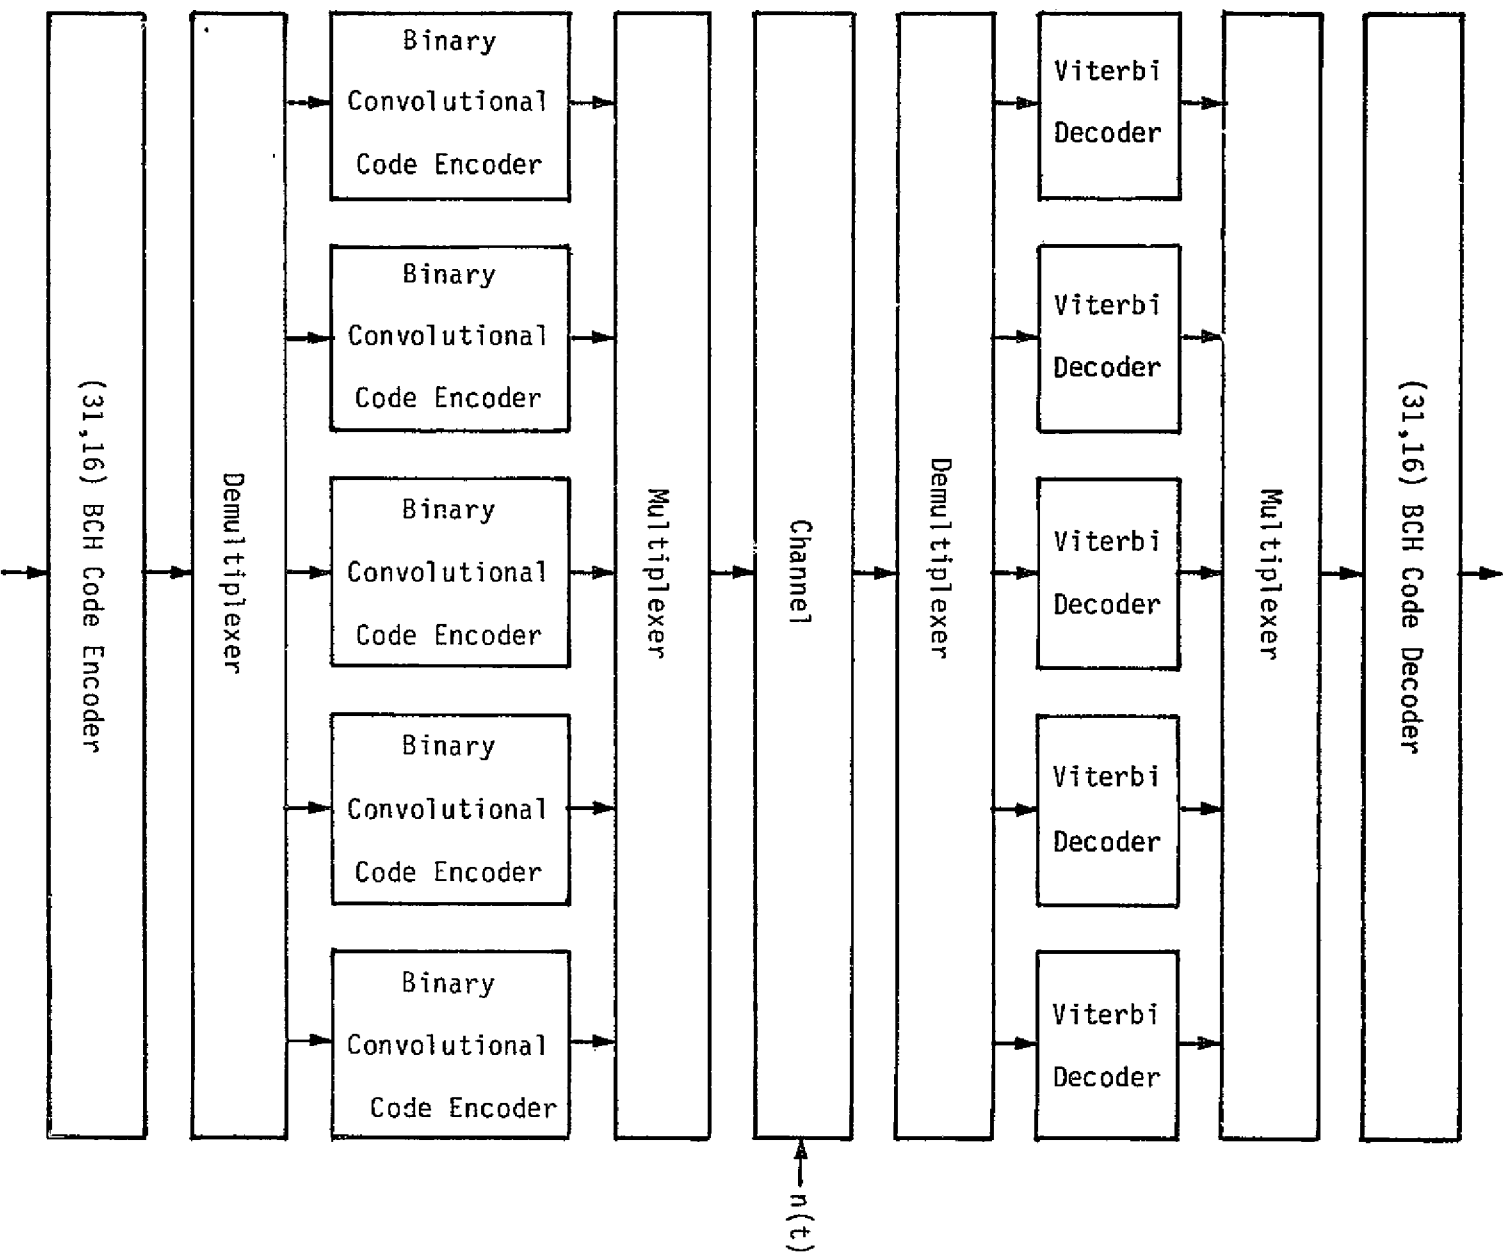 (31,16) BCH Code Encoder
Demultiplexer
Binary
Convolutional
Code Encoder
Binary
Convolutional
Code Encoder
Binary
Convolutional
Code Encoder
Binary
Convolutional
Code Encoder
Binary
Convolutional
Code Encoder
Multiplexer
Channel
n(t)
Demultiplexer
Viterbi
Decoder
Viterbi
Decoder
Viterbi
Decoder
Viterbi
Decoder
Viterbi
Decoder
Multiplexer
(31,16) BCH Code Decoder